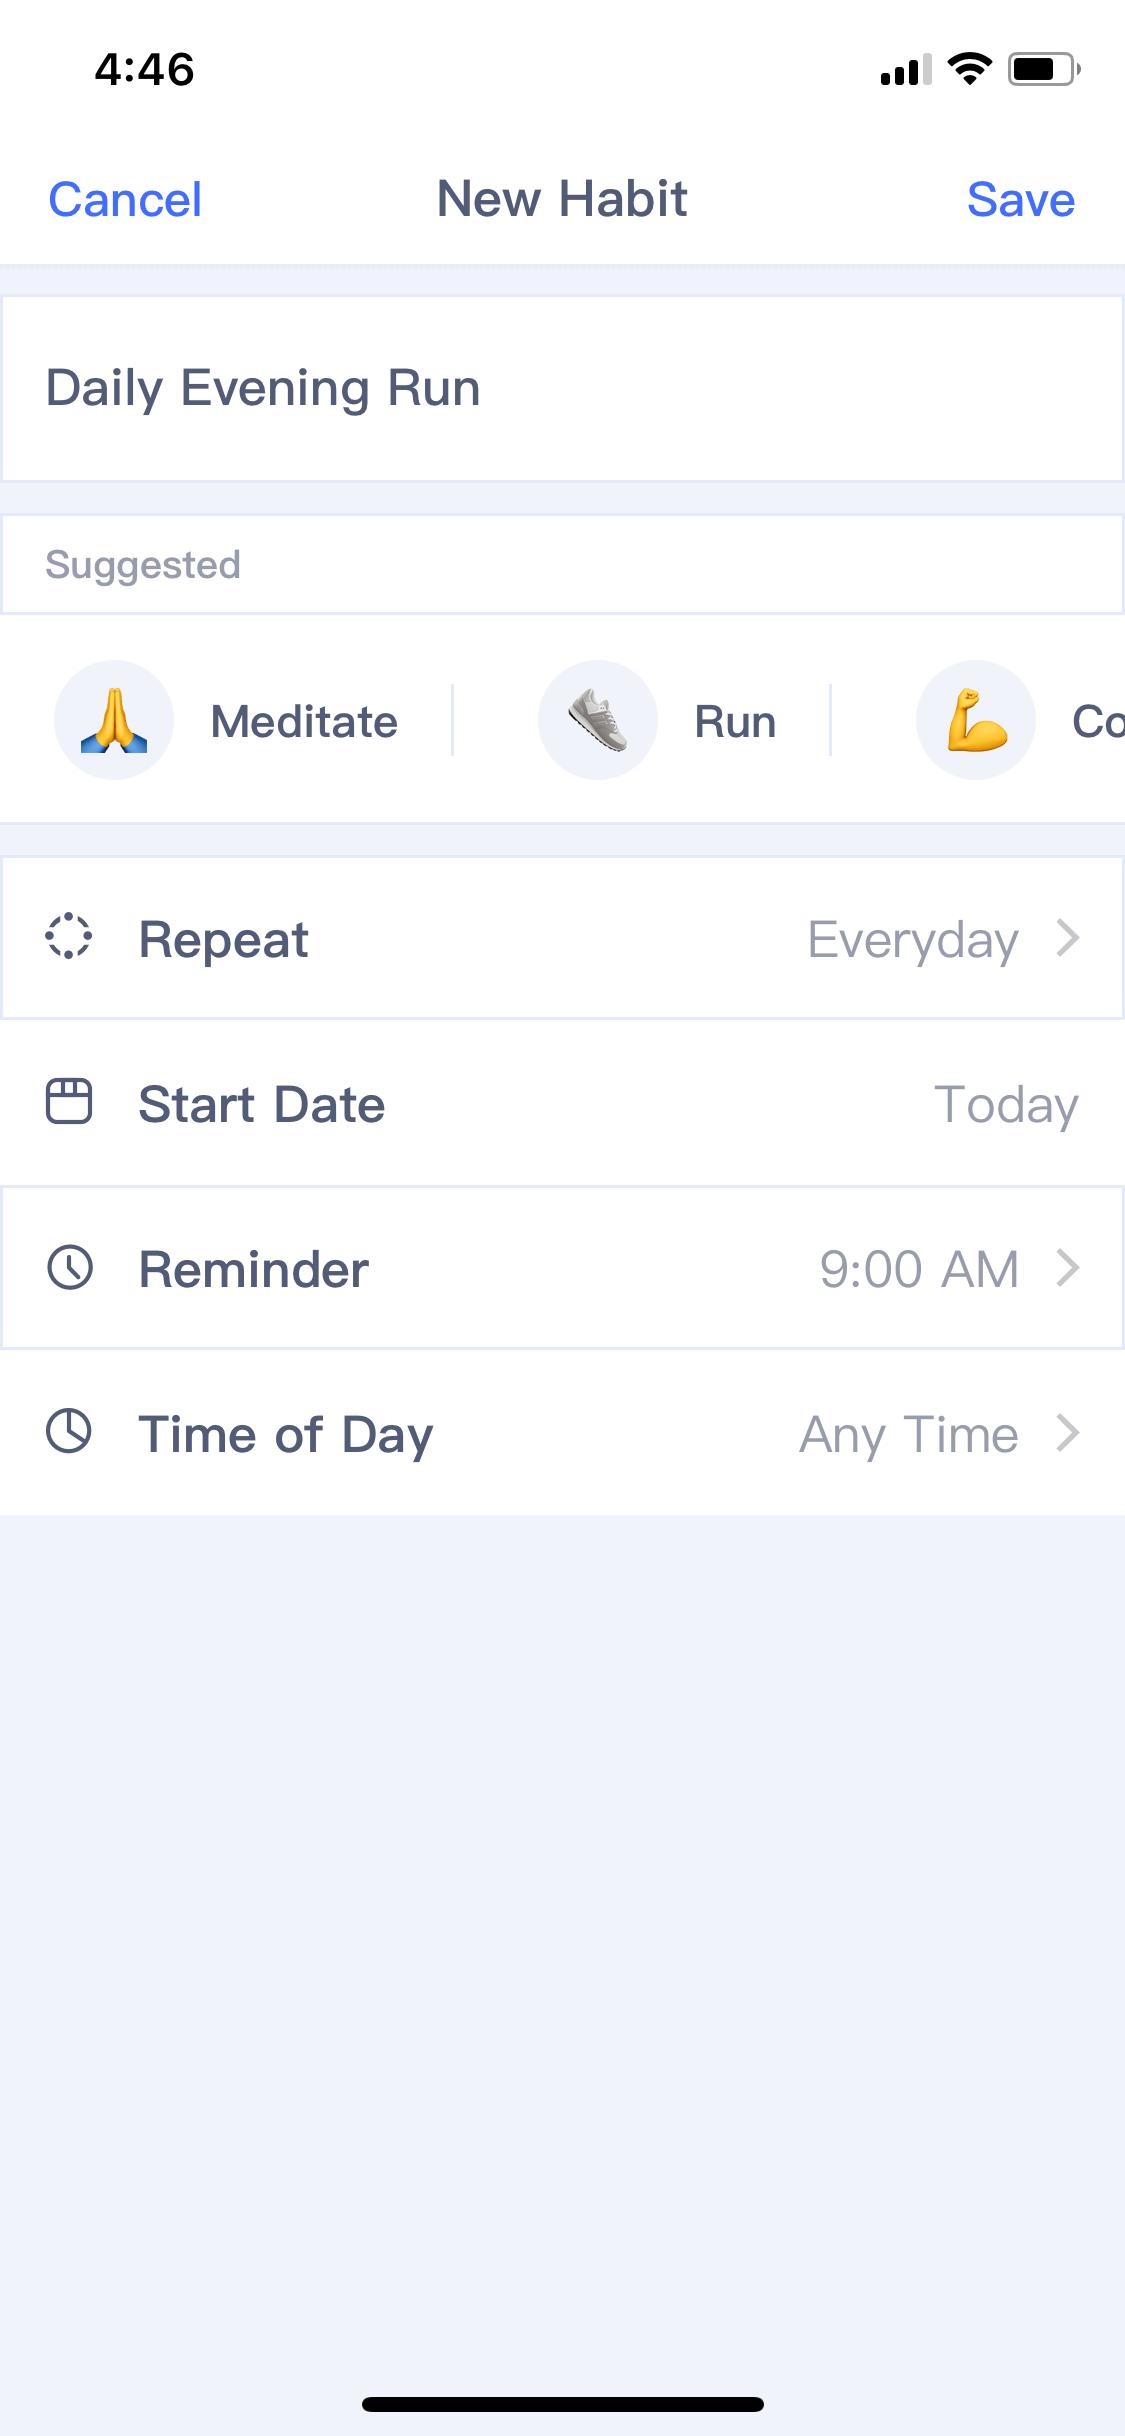 4:46
Cancel New Habit Save
Daily Evening Run
Suggested
Meditate Run Co
Repeat Everyday
Start Date Today
Reminder 9:00 AM
Time of Day Any Time